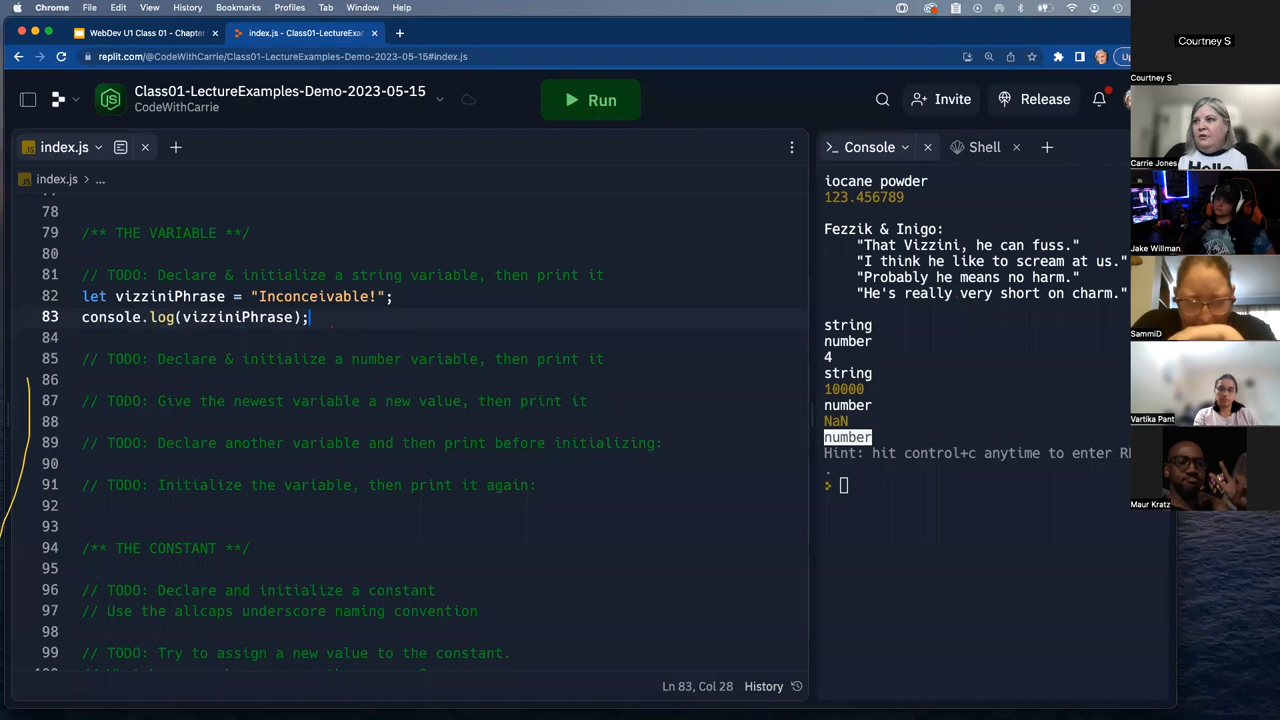 Chrome File Edit View History Bookmarks Profiles Tab Window Help
WebDev U1 Class 01 - Chapter
index.js - Class01-LectureExa
replit.com/@CodeWithCarrie/Class01-LectureExamples-Demo-2023-05-15#index.js
Class01-LectureExamples-Demo-2023-05-15
CodeWithCarrie
Run
Invite
Release
index.js
index.js > ...
78
79 /** THE VARIABLE **/
80
81 // TODO: Declare & initialize a string variable, then print it
82 let vizziniPhrase = "Inconceivable!";
83 console.log(vizziniPhrase);
84
85 // TODO: Declare & initialize a number variable, then print it
86
87 // TODO: Give the newest variable a new value, then print it
88
89 // TODO: Declare another variable and then print before initializing:
90
91 // TODO: Initialize the variable, then print it again:
92
93
94 /** THE CONSTANT **/
95
96 // TODO: Declare and initialize a constant
97 // Use the allcaps underscore naming convention
98
99 // TODO: Try to assign a new value to the constant.
Ln 83, Col 28 History
Console
Shell
iocane powder
123.456789
Fezzik & Inigo:
"That Vizzini, he can fuss."
"I think he like to scream at us."
"Probably he means no harm."
"He's really very short on charm."
string
number
4
string
10000
number
NaN
number
Hint: hit control+c anytime to enter RE
.
>
Courtney S
Courtney S
Carrie Jones
Jake Willman
SammiD
Vartika Pant
Maur Kratz